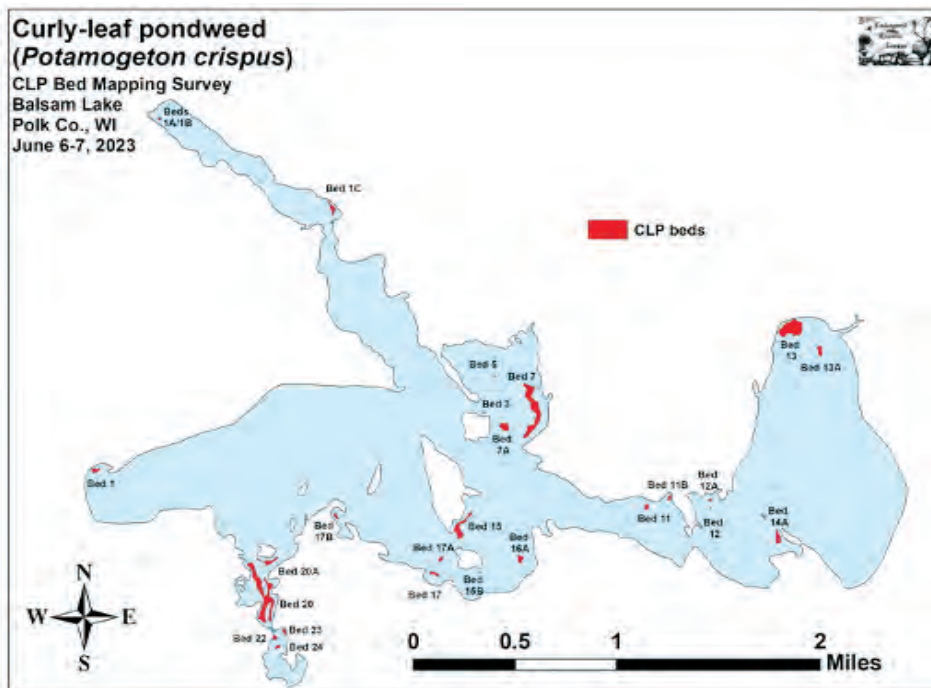 Curly-leaf pondweed
(Potamogeton crispus)
CLP Bed Mapping Survey
Balsam Lake
Polk Co., WI
June 6-7, 2023
Beds
1A/1B
Bed 1C
CLP beds
Bed
13
Bed 13A
Bed 7
Bed 3
Bed
7A
Bed 1
Bed 11B
Bed
12A
Bed 11
Bed
12
Bed
14A
Bed
17B
Bed 15
Bed 17A
Bed
16A
Bed 17
Bed
Bed 20A
Bed 20
Bed 22
Bed 23
Bed 24
N
W
E
S
0
0.5
1
2
Miles